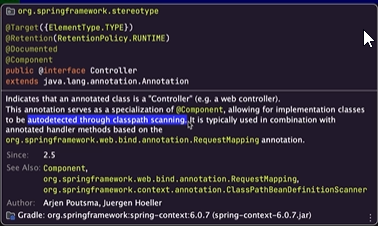 org.springframework.stereotype
@Target({ElementType.TYPE})
@Retention(RetentionPolicy.RUNTIME)
@Documented
@Component
public @interface Controller
extends java.lang.annotation.Annotation
Indicates that an annotated class is a "Controller" (e.g. a web controller).
This annotation serves as a specialization of @Component, allowing for implementation classes
to be autodetected through classpath scanning. It is typically used in combination with
annotated handler methods based on the
org.springframework.web.bind.annotation.RequestMapping annotation.
Since: 2.5
See Also: Component,
org.springframework.web.bind.annotation.RequestMapping,
org.springframework.context.annotation.ClassPathBeanDefinitionScanner
Author: Arjen Poutsma, Juergen Hoeller
Gradle: org.springframework:spring-context:6.0.7 (spring-context-6.0.7.jar)